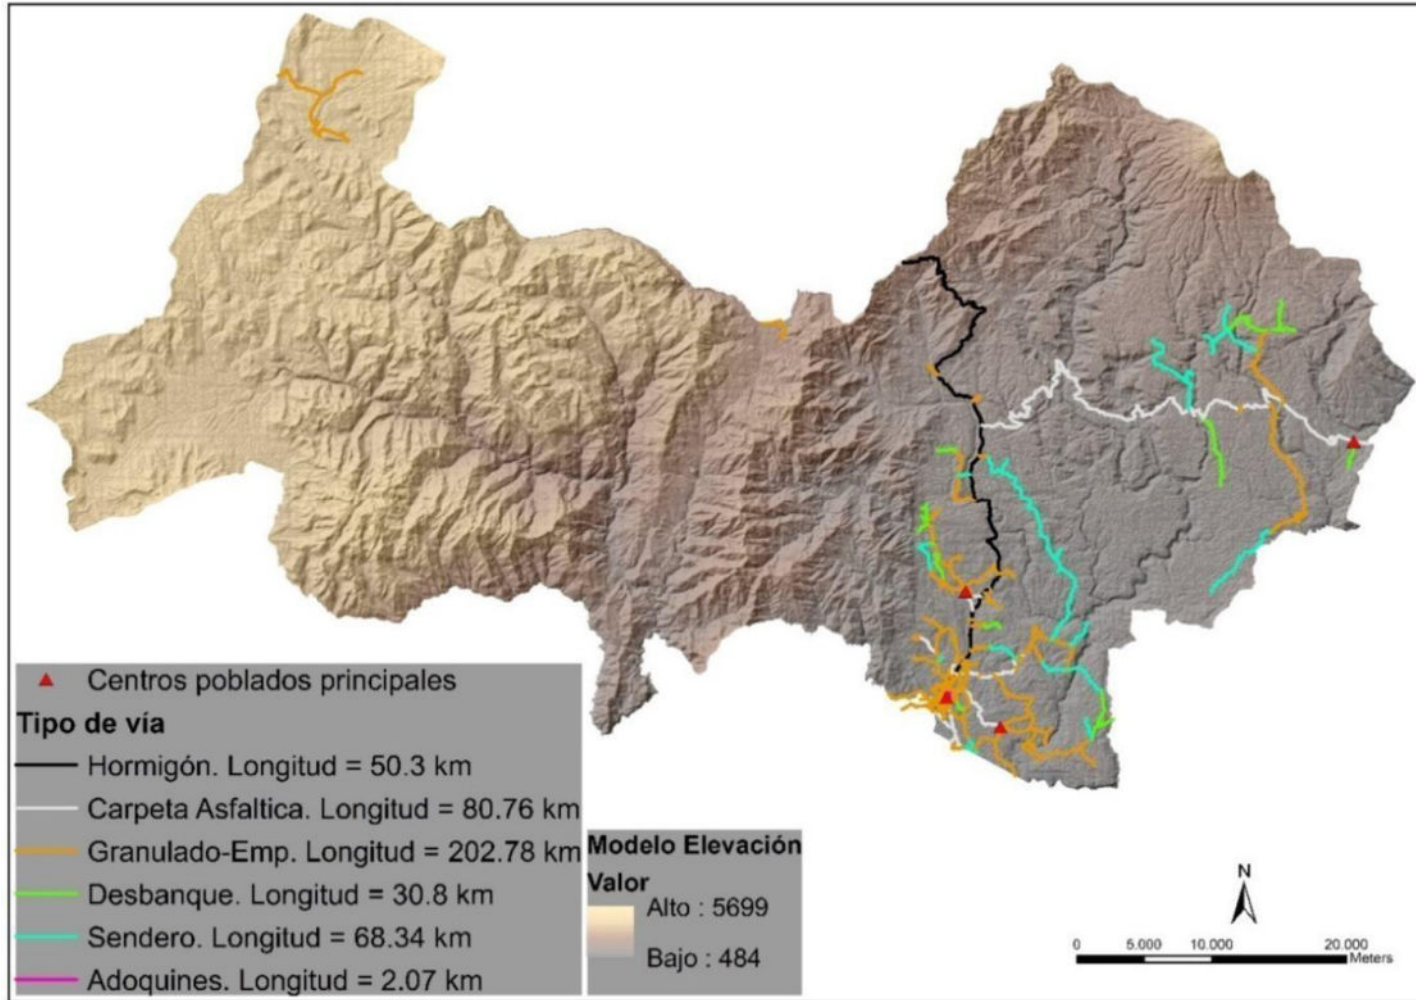 Centros poblados principales
Tipo de vía
Hormigón. Longitud = 50.3 km
Carpeta Asfaltica. Longitud = 80.76 km
Granulado-Emp. Longitud = 202.78 km
Desbanque. Longitud = 30.8 km
Sendero. Longitud = 68.34 km
Adoquines. Longitud = 2.07 km
Modelo Elevación
Valor
Alto : 5699
Bajo : 484
N
0 5.000 10.000 20.000
Meters